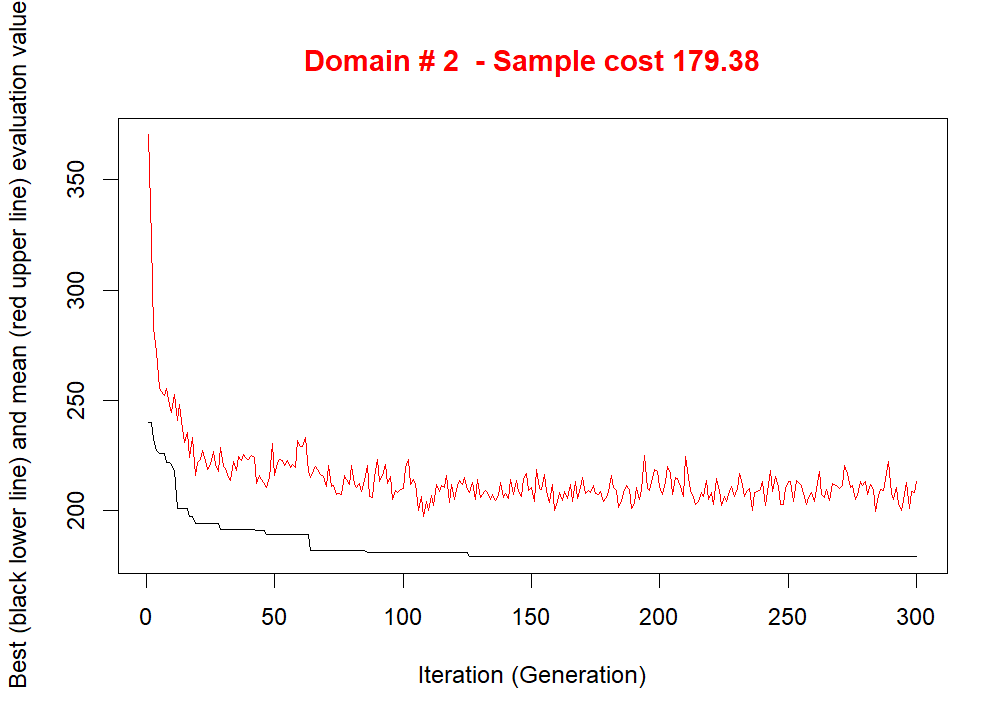 Domain # 2  - Sample cost 179.38
Best (black lower line) and mean (red upper line) evaluation value
350
300
250
200
0 50 100 150 200 250 300
Iteration (Generation)